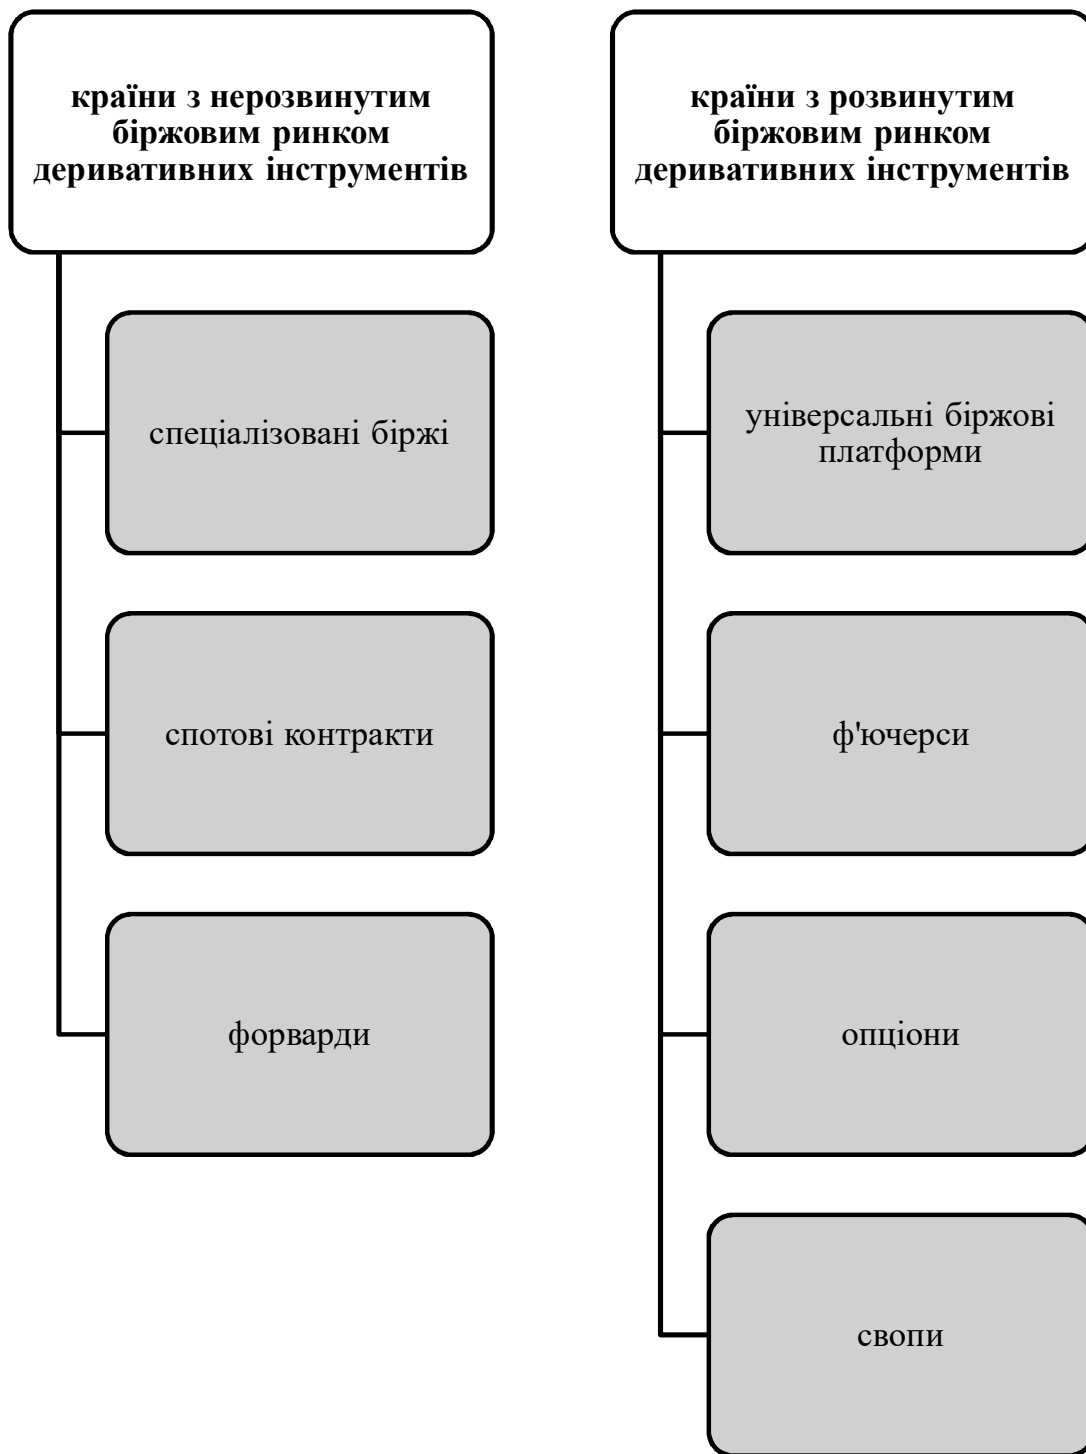 країни з нерозвинутим
біржовим ринком
деривативних інструментів
спеціалізовані біржі
спотові контракти
форварди
країни з розвинутим
біржовим ринком
деривативних інструментів
універсальні біржові
платформи
ф'ючерси
опціони
свопи